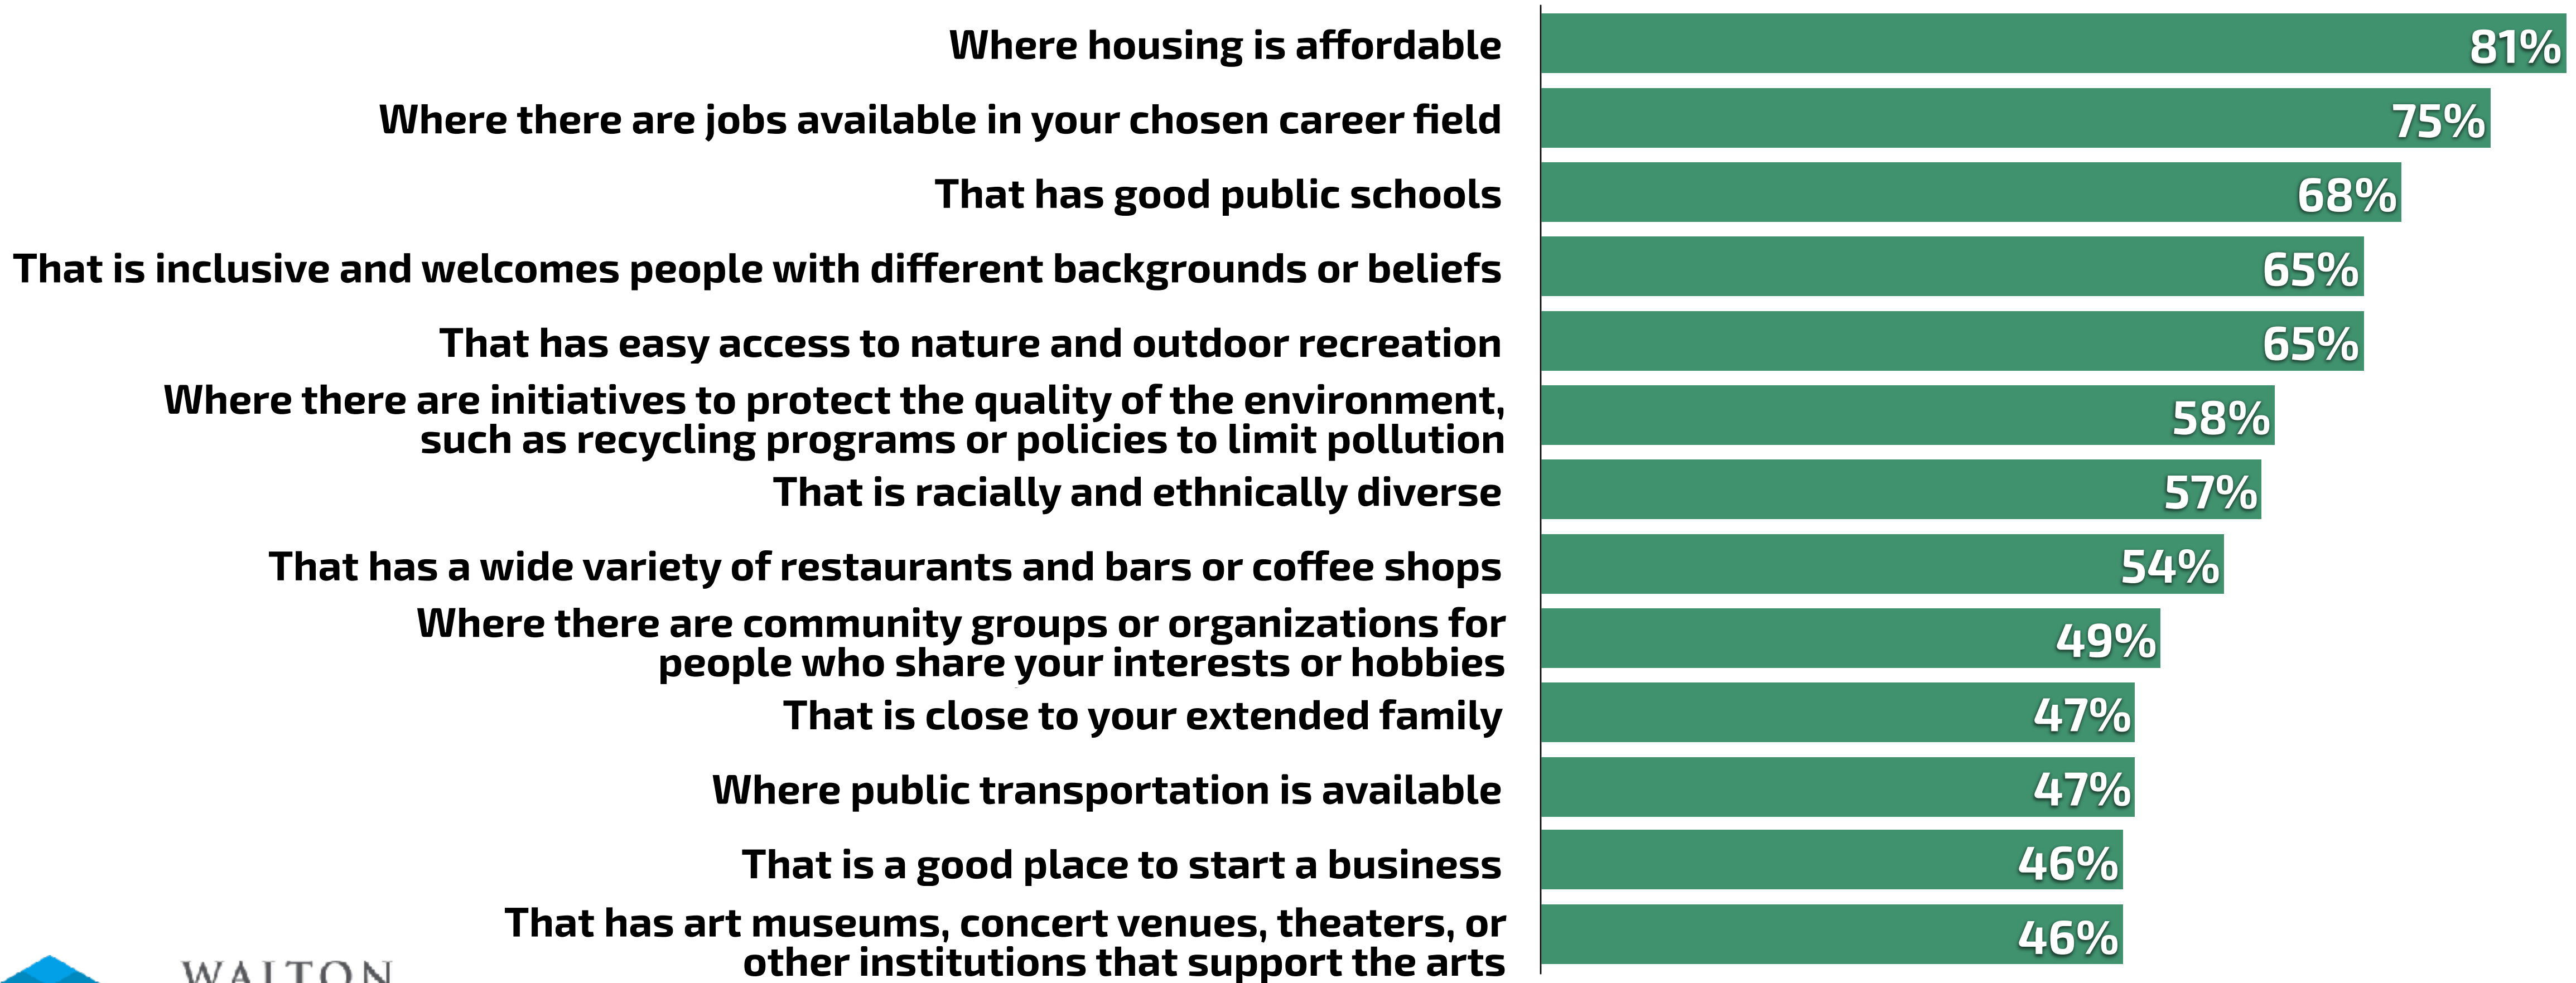 Where housing is affordable 81%
Where there are jobs available in your chosen career field 75%
That has good public schools 68%
That is inclusive and welcomes people with different backgrounds or beliefs 65%
That has easy access to nature and outdoor recreation 65%
Where there are initiatives to protect the quality of the environment,
such as recycling programs or policies to limit pollution 58%
That is racially and ethnically diverse 57%
That has a wide variety of restaurants and bars or coffee shops 54%
Where there are community groups or organizations for
people who share your interests or hobbies 49%
That is close to your extended family 47%
Where public transportation is available 47%
That is a good place to start a business 46%
That has art museums, concert venues, theaters, or
other institutions that support the arts 46%
WALTON